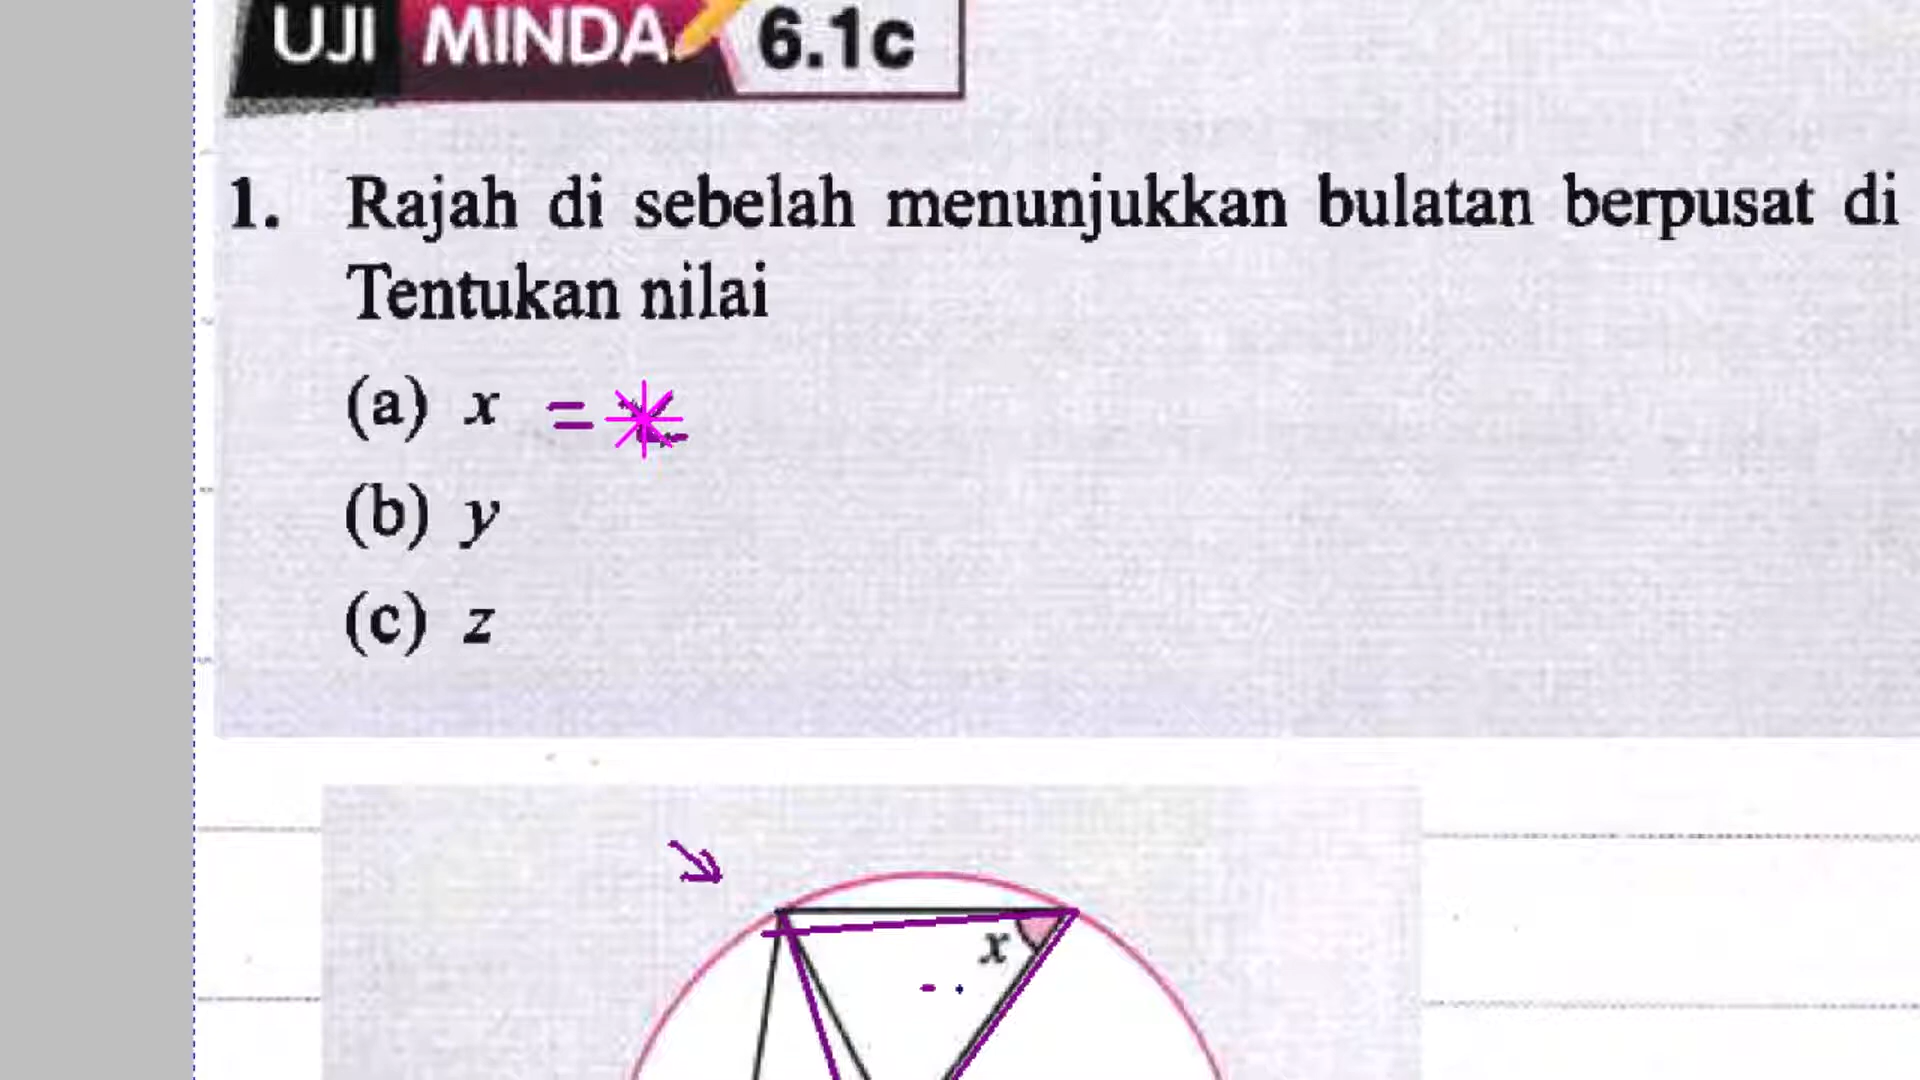 UJI MINDA 6.1c
1. Rajah di sebelah menunjukkan bulatan berpusat di
Tentukan nilai
(a) x =
(b) y
(c) z
x